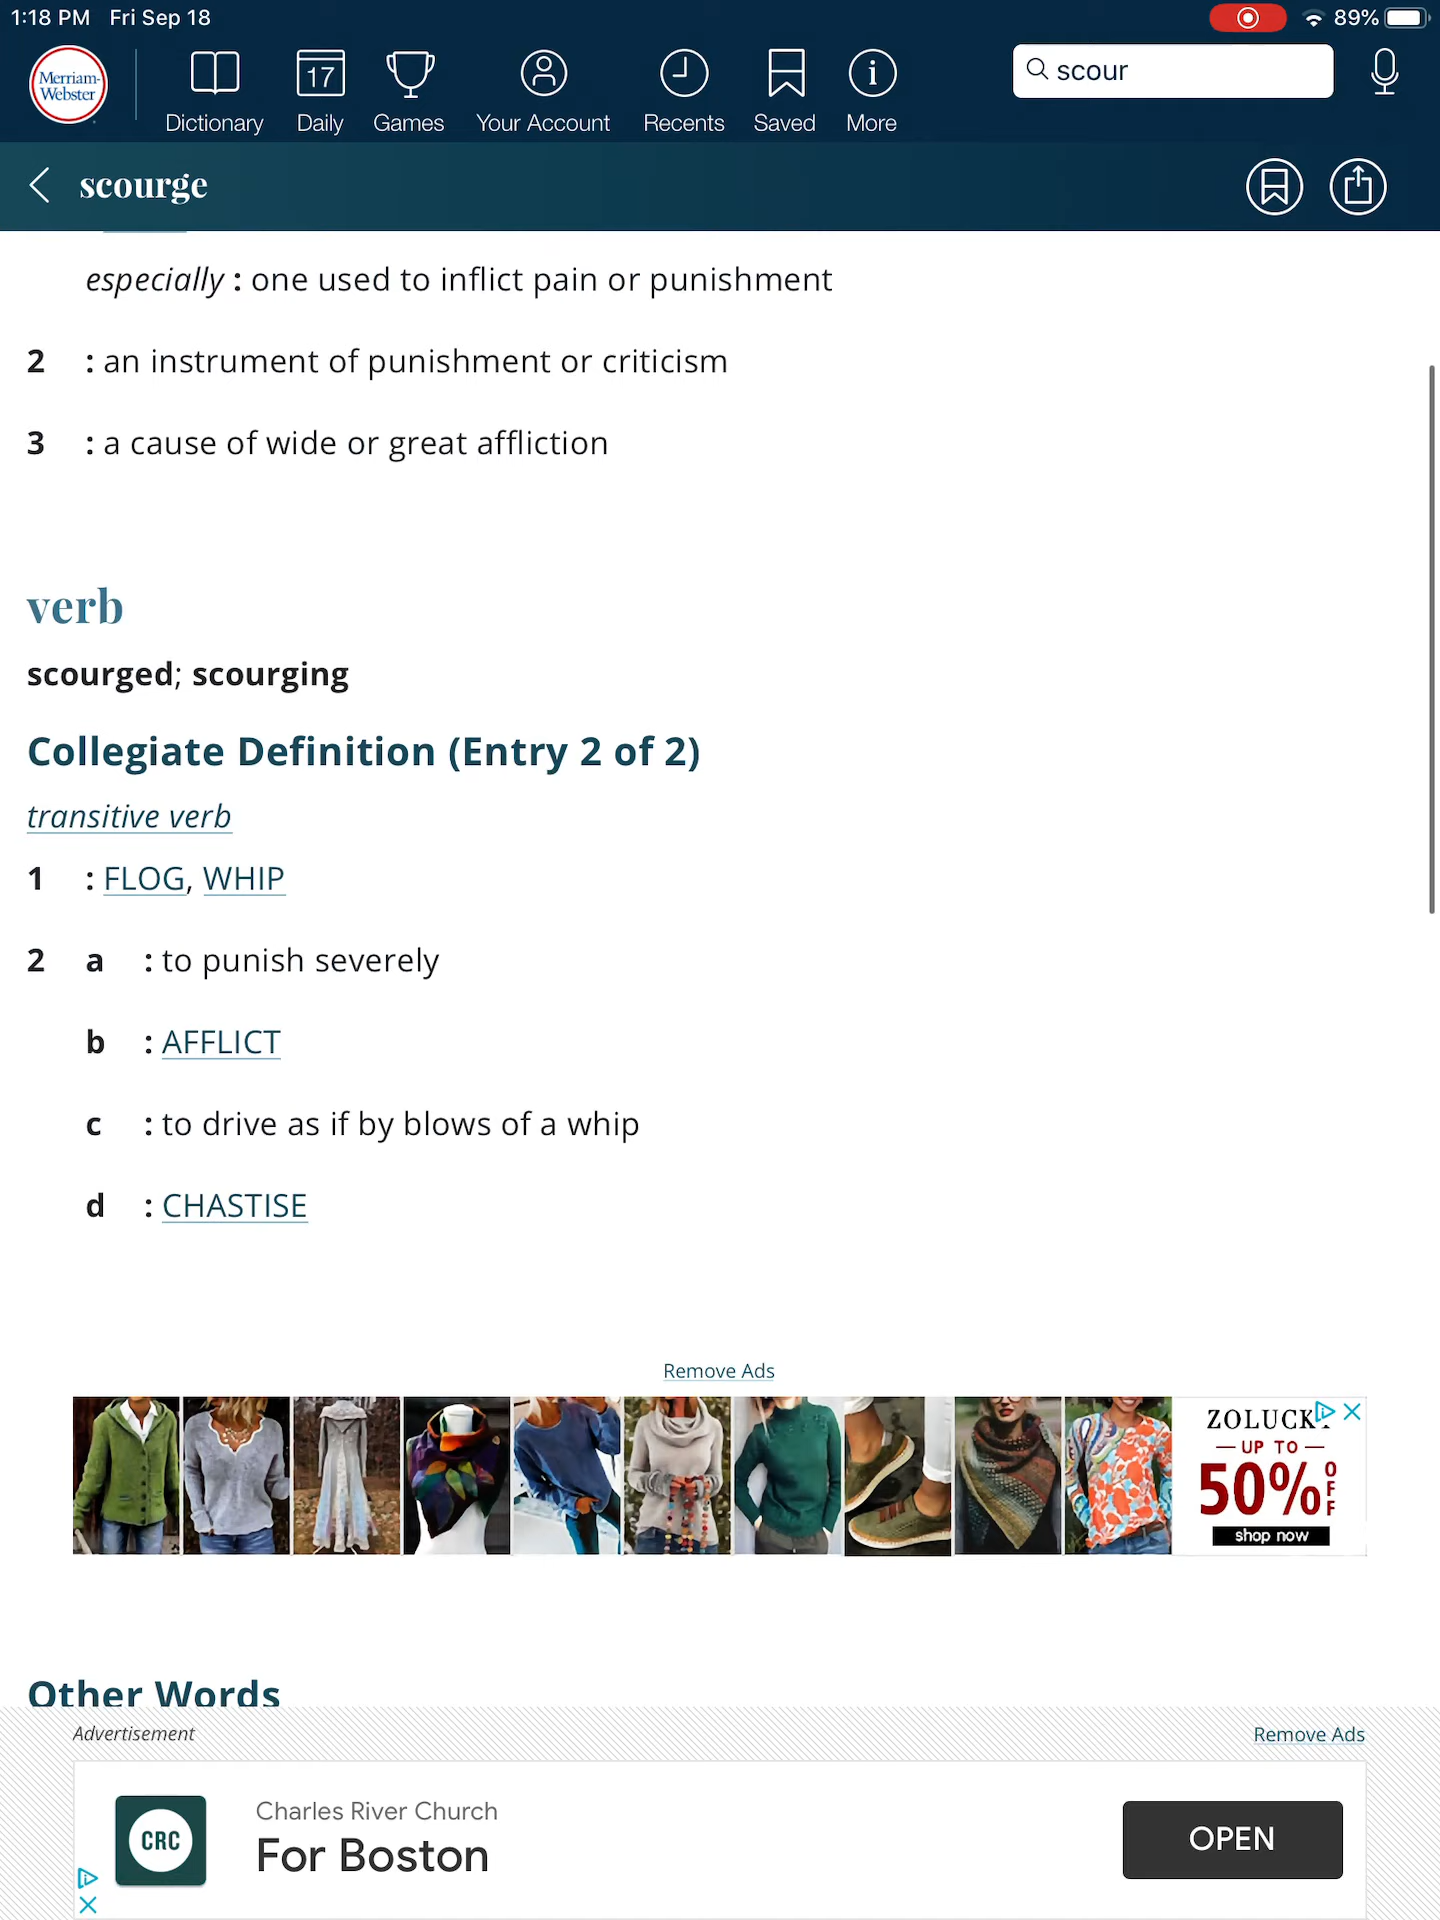 1:18 PM Fri Sep 18
89%
Merriam-
Webster
17
Dictionary Daily Games Your Account Recents Saved More
scour
scourge
especially : one used to inflict pain or punishment
2 : an instrument of punishment or criticism
3 : a cause of wide or great affliction
verb
scourged; scourging
Collegiate Definition (Entry 2 of 2)
transitive verb
1 : FLOG, WHIP
2 a : to punish severely
b : AFFLICT
c : to drive as if by blows of a whip
d : CHASTISE
Remove Ads
UP TO
50% OFF
shop now
Other Words
Advertisement
Remove Ads
CRC
Charles River Church
For Boston
OPEN